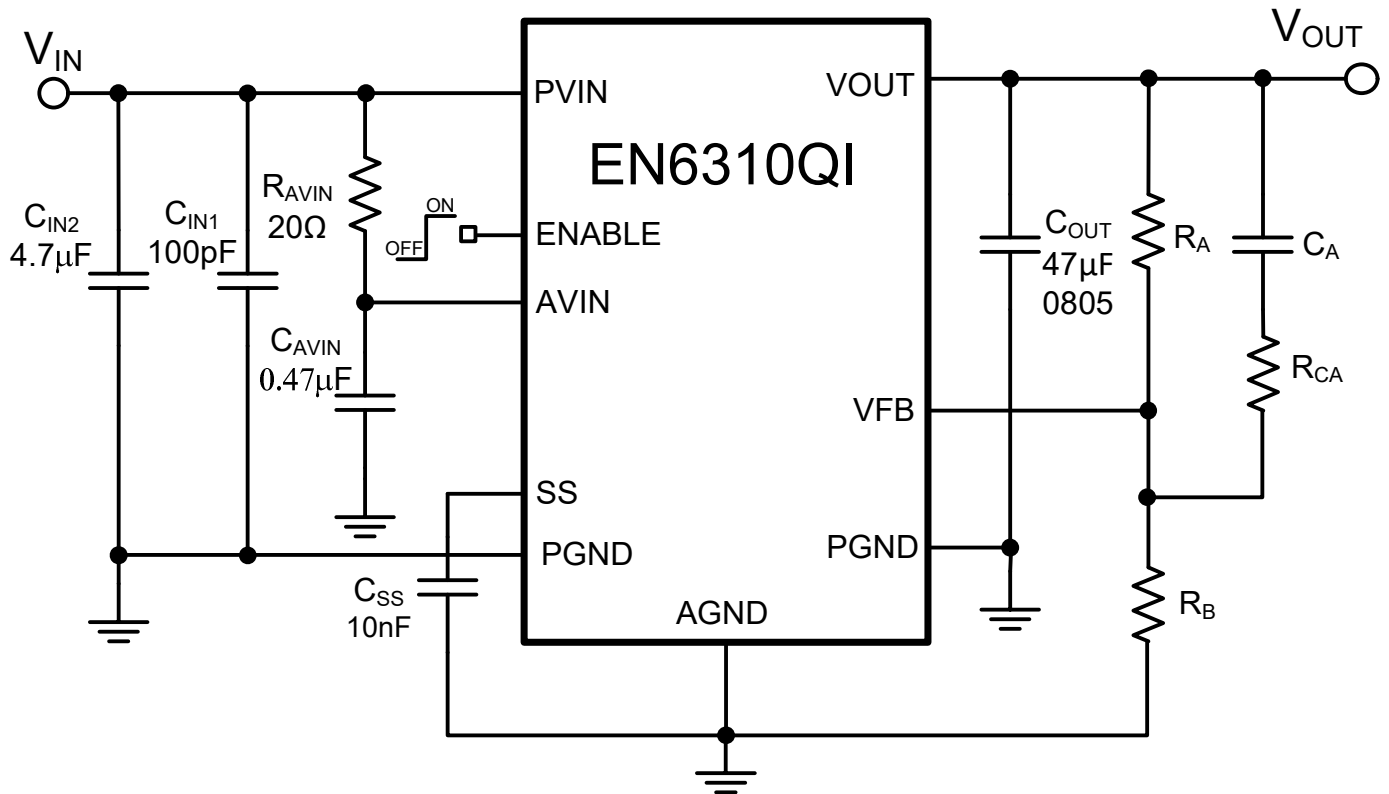 VIN
VOUT
PVIN
VOUT
EN6310QI
RAVIN
20Ω
CIN2
4.7µF
CIN1
100pF
ON
OFF
ENABLE
COUT
47µF
0805
RA
CA
AVIN
CAVIN
0.47µF
RCA
VFB
SS
PGND
PGND
CSS
10nF
AGND
RB